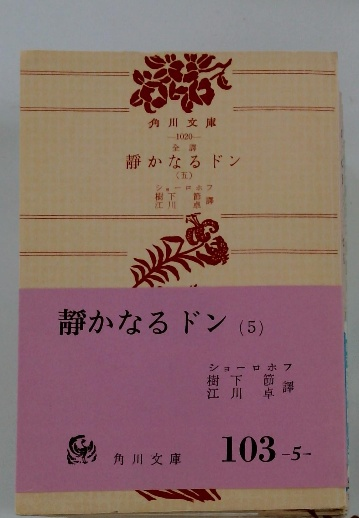 角川文庫
―1020―
全譯
靜かなるドン
(五)
ショーロホフ
樹下節
江川卓 譯
靜かなるドン (5)
ショーロホフ
樹下節
江川卓 譯
角川文庫
103-5-